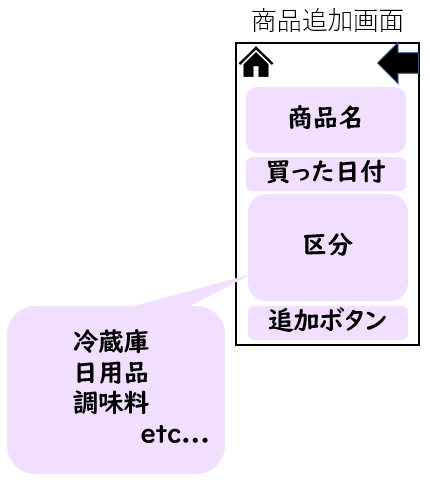 商品追加画面
商品名
買った日付
区分
追加ボタン
冷蔵庫
日用品
調味料
etc...